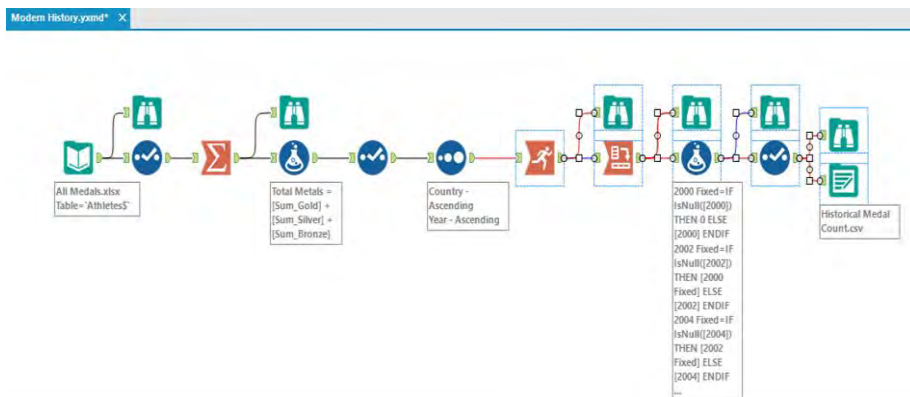 Modern History.yxmd* X
All Medals.xlsx
Table=`Athletes$`
Total Metals =
[Sum_Gold] +
[Sum_Silver] +
[Sum_Bronze]
Country -
Ascending
Year - Ascending
2000 Fixed=IF
IsNull([2000])
THEN 0 ELSE
[2000] ENDIF
2002 Fixed=IF
IsNull([2002])
THEN [2000
Fixed] ELSE
[2002] ENDIF
2004 Fixed=IF
IsNull([2004])
THEN [2002
Fixed] ELSE
[2004] ENDIF
...
Historical Medal
Count.csv